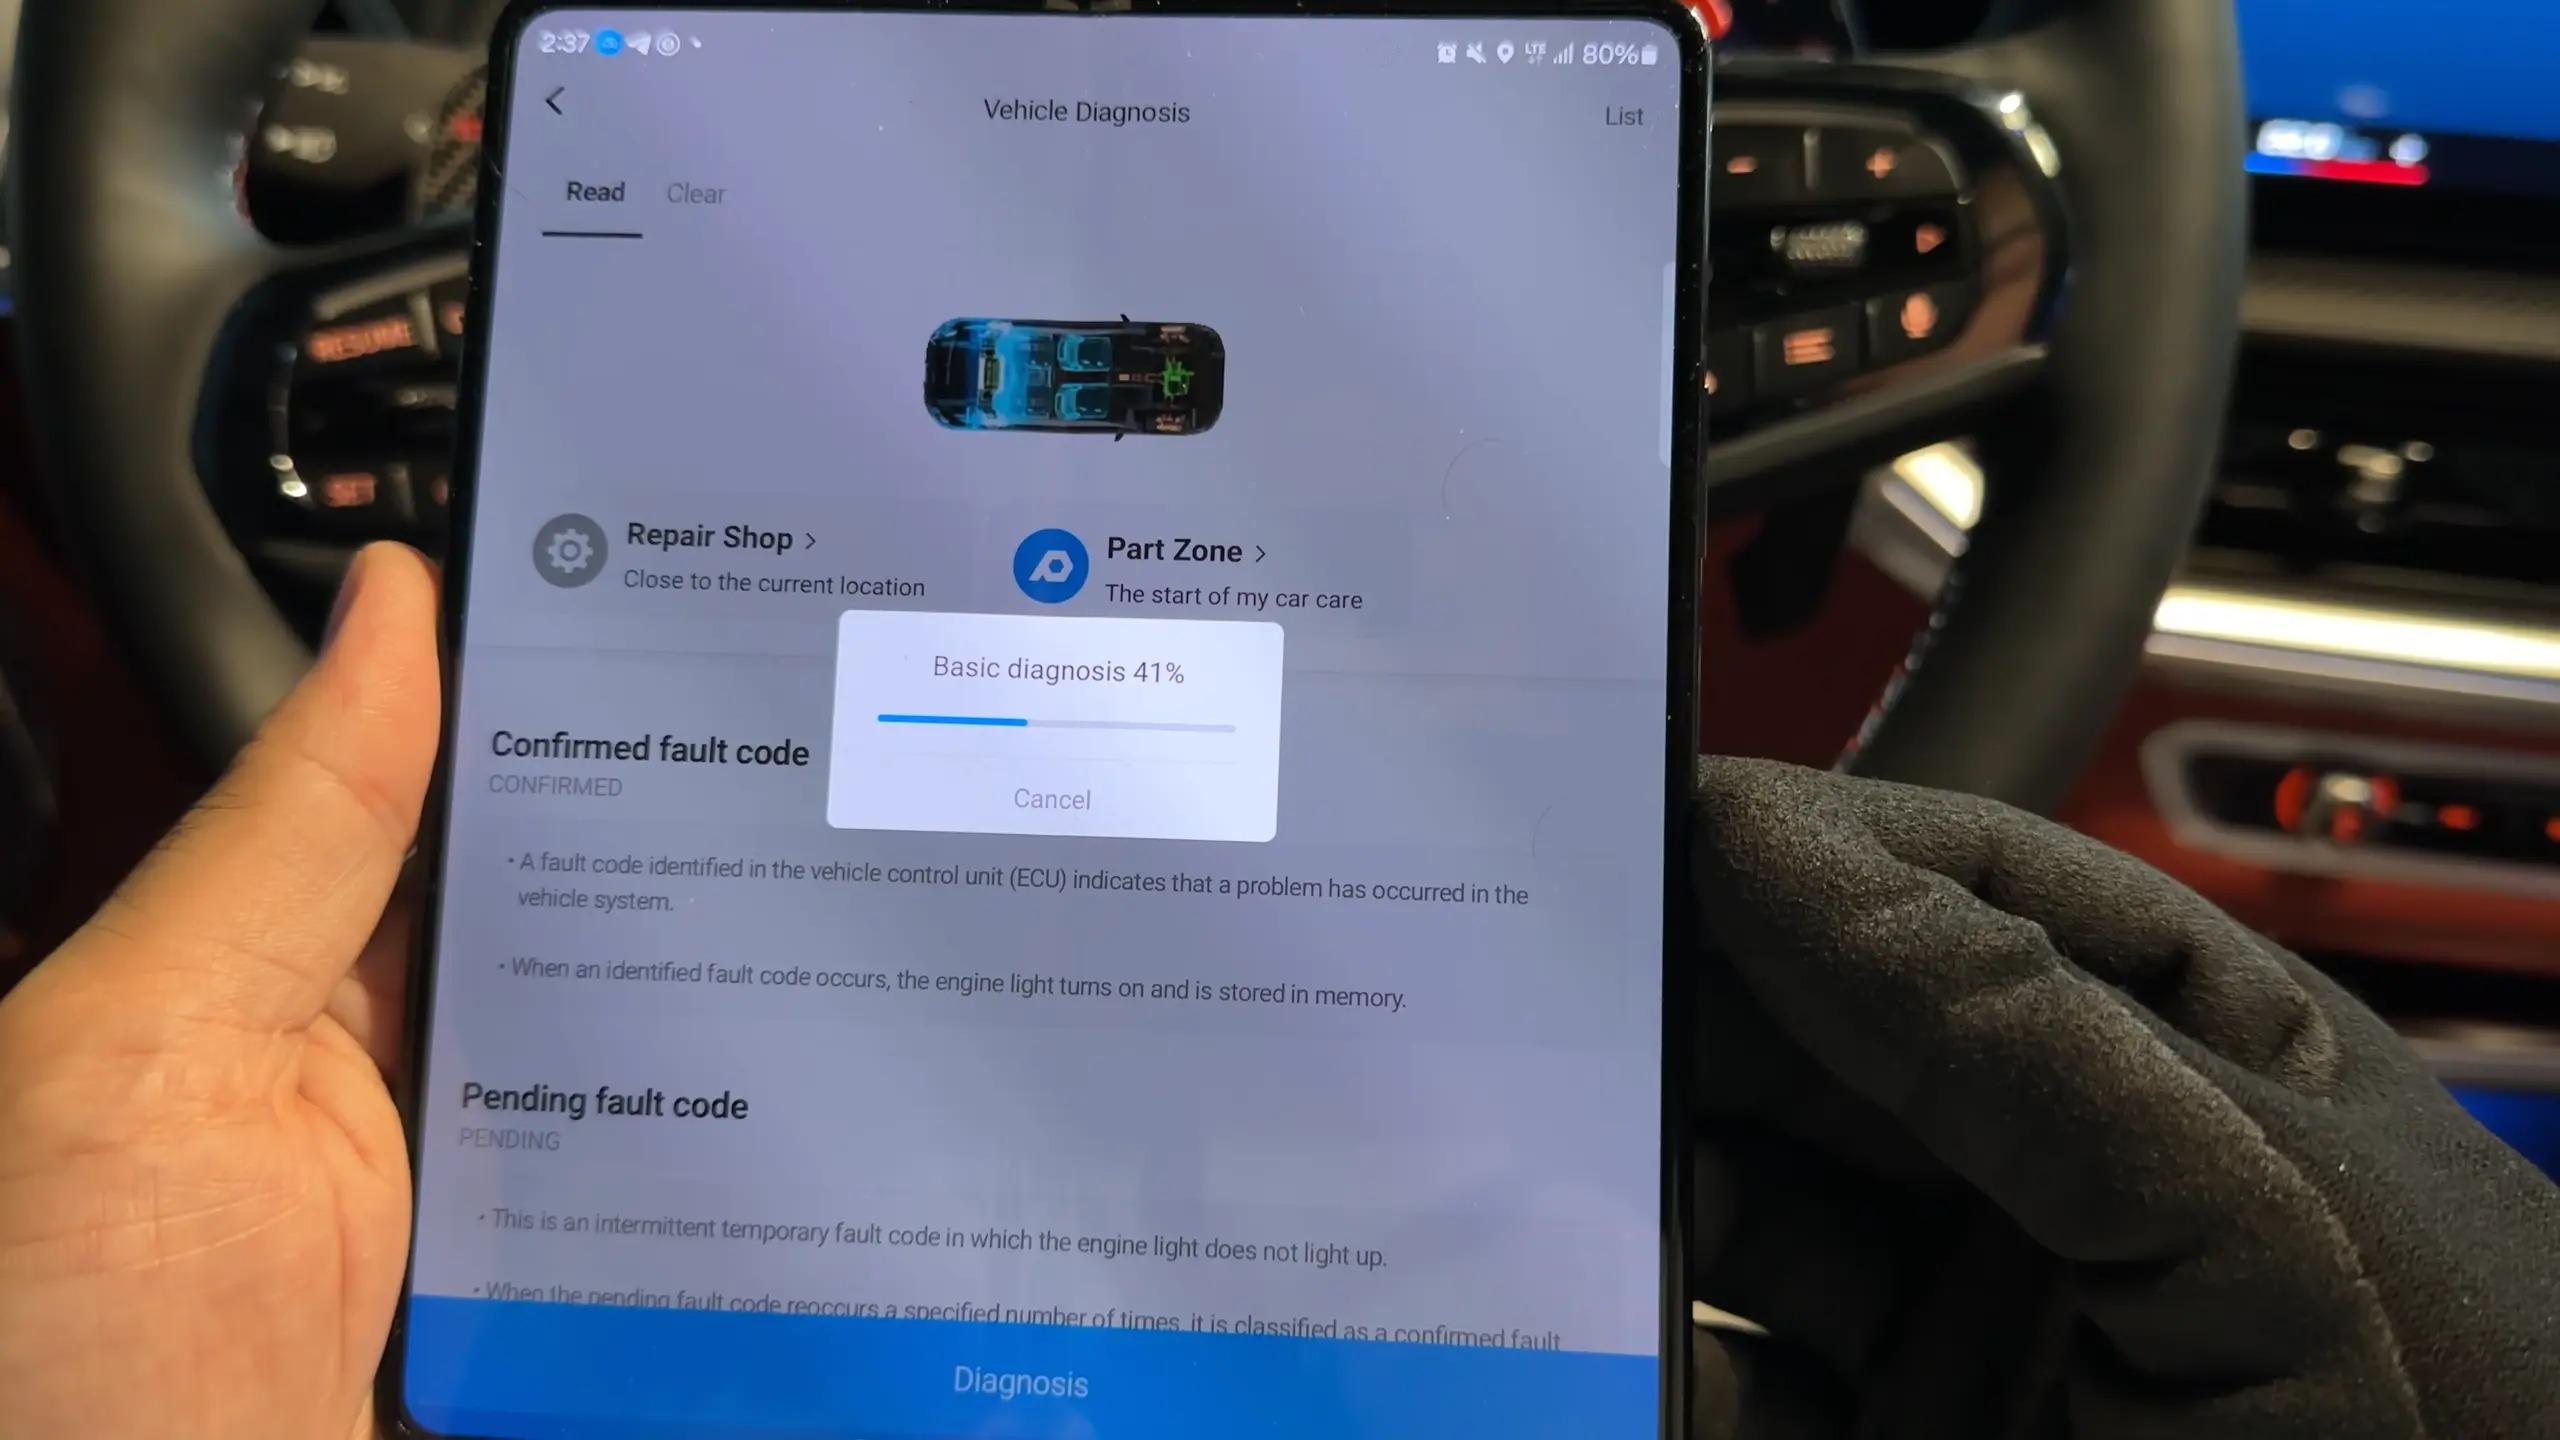 2:37
LTE 80%
Vehicle Diagnosis
List
Read Clear
Repair Shop >
Close to the current location
Part Zone >
The start of my car care
Basic diagnosis 41%
Cancel
Confirmed fault code
CONFIRMED
• A fault code identified in the vehicle control unit (ECU) indicates that a problem has occurred in the
vehicle system.
• When an identified fault code occurs, the engine light turns on and is stored in memory.
Pending fault code
PENDING
• This is an intermittent temporary fault code in which the engine light does not light up.
• When the pending fault code reoccurs a specified number of times, it is classified as a confirmed fault
Diagnosis